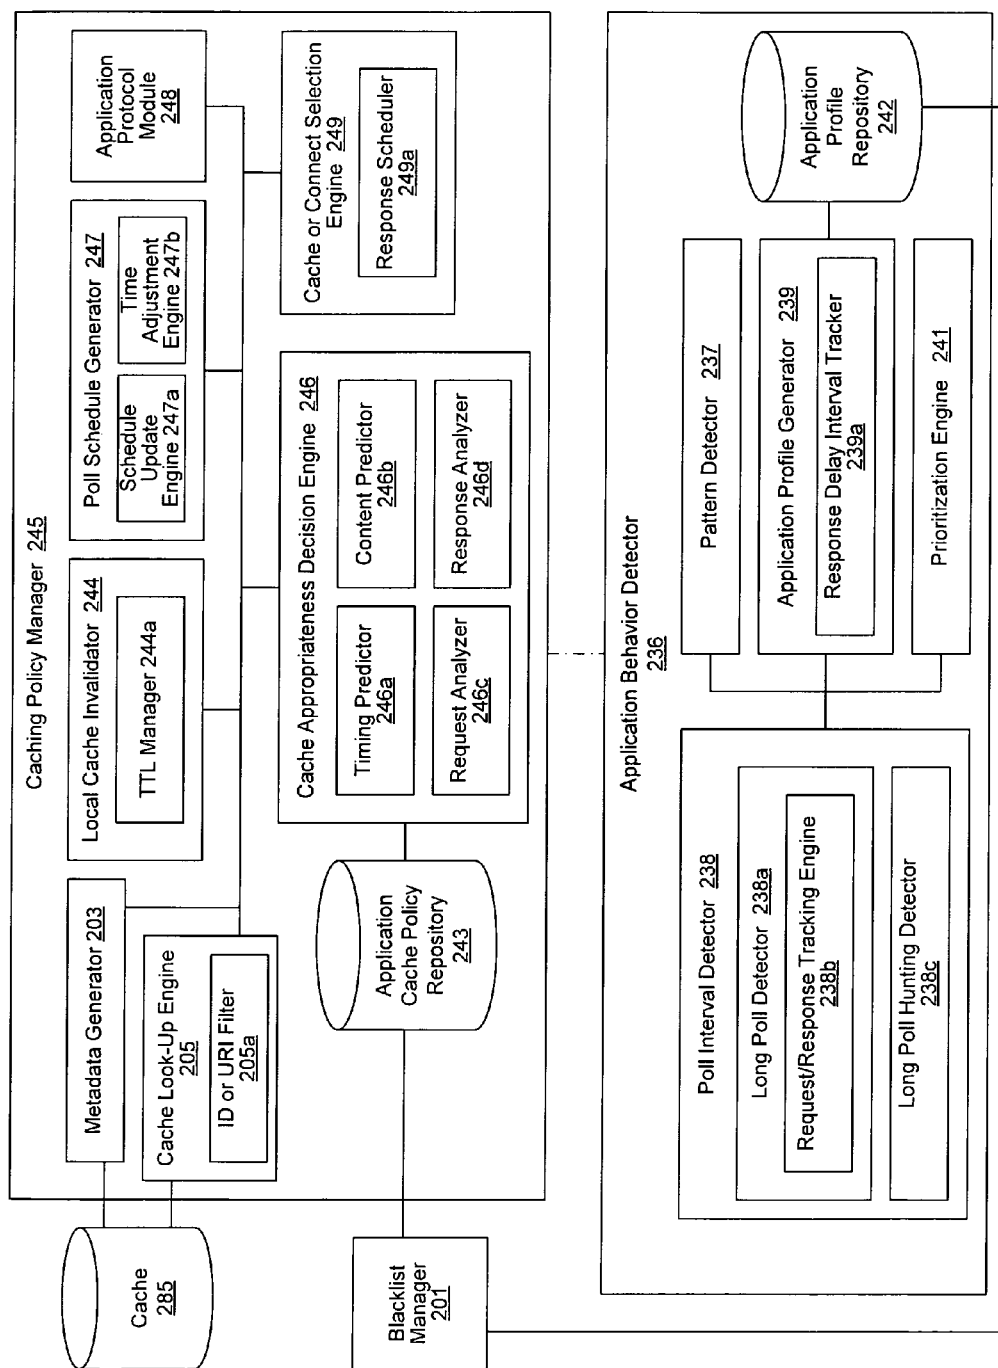 Caching Policy Manager 245
Cache
285
Metadata Generator 203
Cache Look-Up Engine
205
ID or URI Filter
205a
Local Cache Invalidator 244
TTL Manager 244a
Poll Schedule Generator 247
Schedule
Update
Engine 247a
Time
Adjustment
Engine 247b
Application
Protocol
Module
248
Cache or Connect Selection
Engine 249
Response Scheduler
249a
Blacklist
Manager
201
Application
Cache Policy
Repository
243
Cache Appropriateness Decision Engine 246
Timing Predictor
246a
Content Predictor
246b
Request Analyzer
246c
Response Analyzer
246d
Application Behavior Detector
236
Poll Interval Detector 238
Long Poll Detector 238a
Request/Response Tracking Engine
238b
Long Poll Hunting Detector
238c
Pattern Detector 237
Application Profile Generator 239
Response Delay Interval Tracker
239a
Prioritization Engine 241
Application
Profile
Repository
242